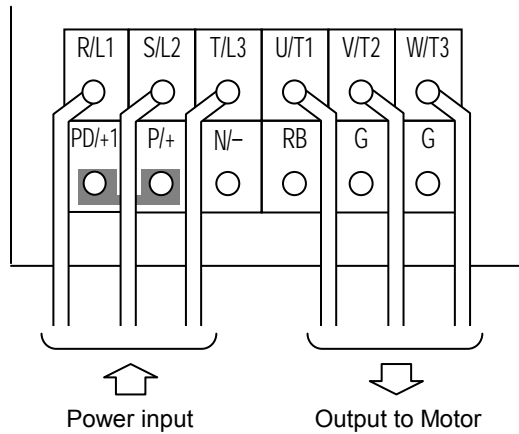 R/L1 S/L2 T/L3 U/T1 V/T2 W/T3
PD/+1 P/+ N/− RB G G
Power input Output to Motor